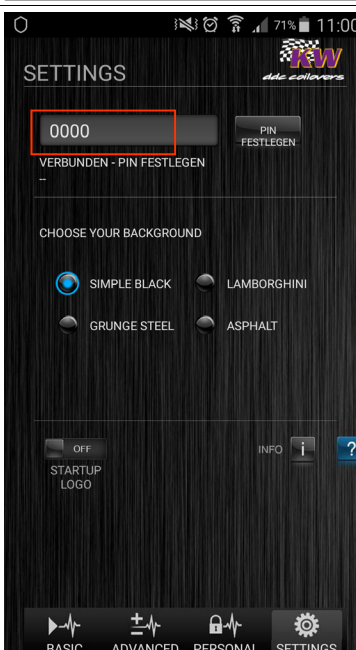 71% 11:00
SETTINGS
KW
ddc coilovers
0000
PIN
FESTLEGEN
VERBUNDEN - PIN FESTLEGEN
--
CHOOSE YOUR BACKGROUND
SIMPLE BLACK
LAMBORGHINI
GRUNGE STEEL
ASPHALT
OFF
INFO i ?
STARTUP
LOGO
BASIC ADVANCED PERSONAL SETTINGS